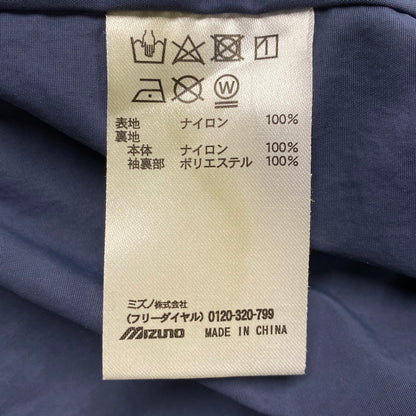 W
表地 ナイロン 100%
裏地
本体 ナイロン 100%
袖裏部 ポリエステル 100%
ミズノ株式会社
(フリーダイヤル) 0120-320-799
MIZUNO MADE IN CHINA